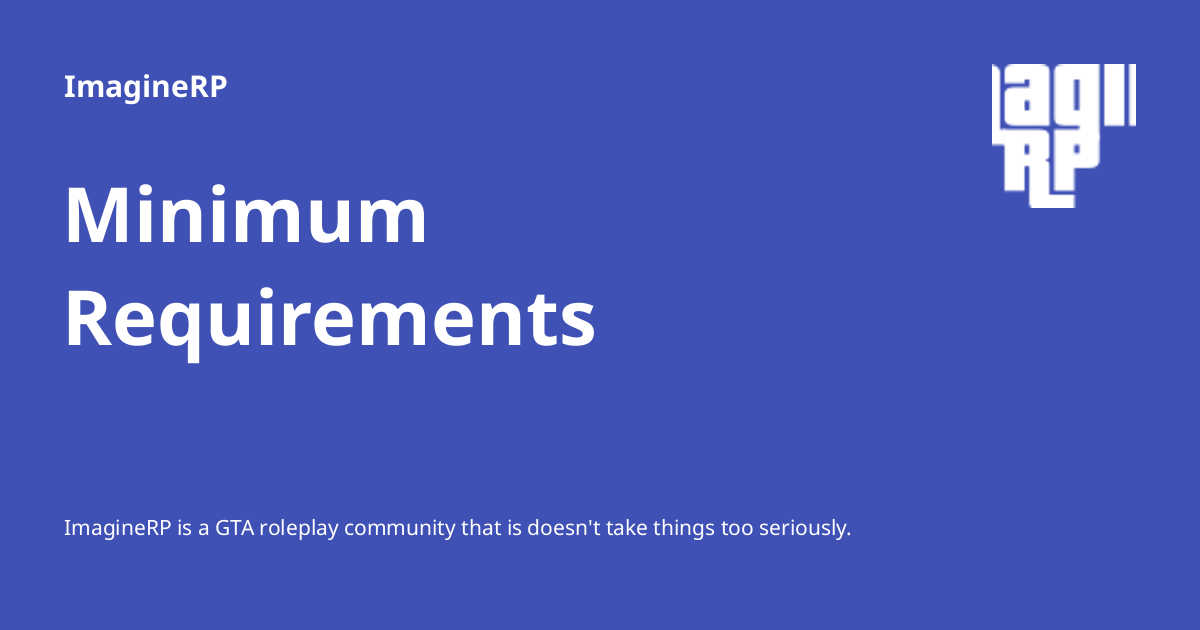 ImagineRP
agi
RP
Minimum
Requirements
ImagineRP is a GTA roleplay community that is doesn't take things too seriously.